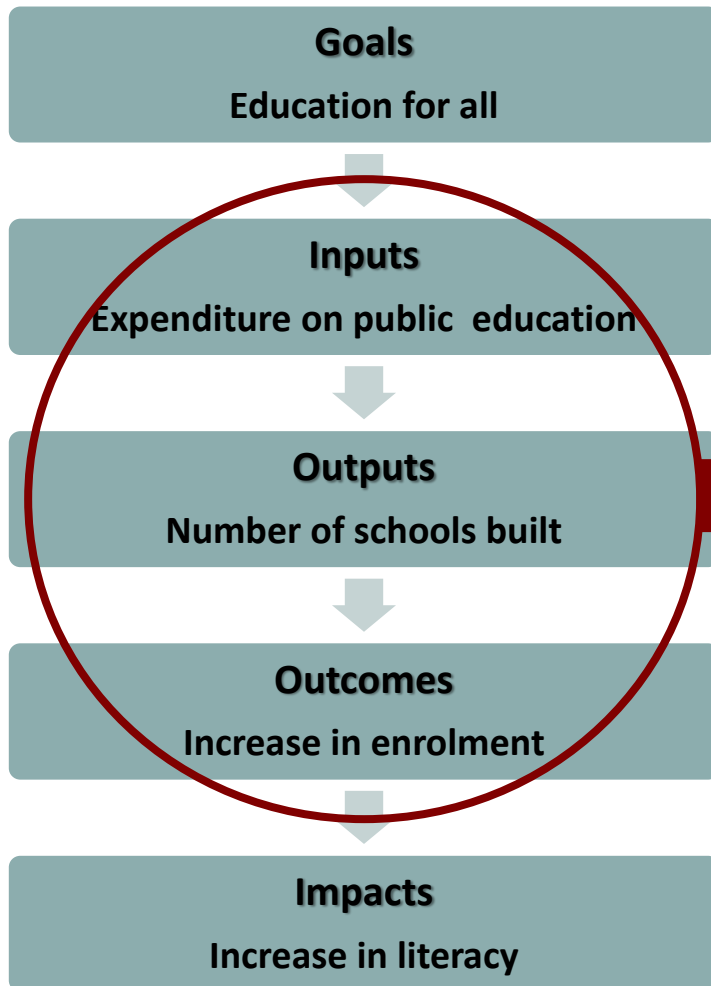 Goals
Education for all
Inputs
Expenditure on public education
Outputs
Number of schools built
Outcomes
Increase in enrolment
Impacts
Increase in literacy